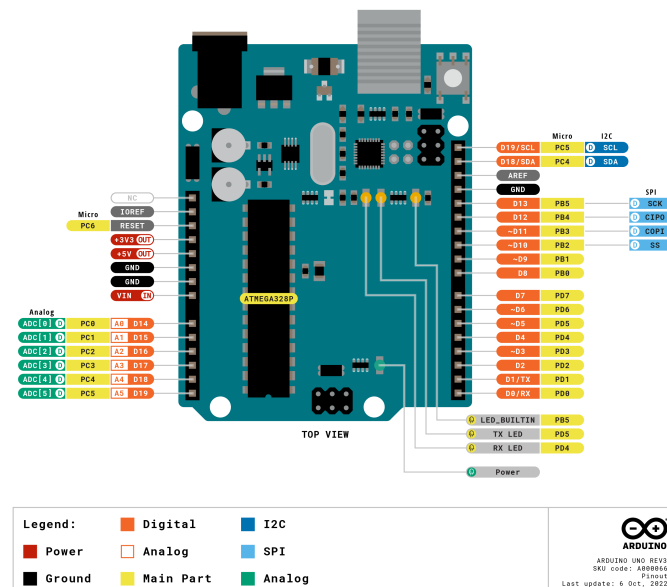 Micro I2C
D19/SCL PC5 SCL
D18/SDA PC4 SDA
AREF
GND
SPI
D13 PB5 SCK
D12 PB4 CIPO
~D11 PB3 COPI
~D10 PB2 SS
~D9 PB1
D8 PB0
D7 PD7
~D6 PD6
~D5 PD5
D4 PD4
~D3 PD3
D2 PD2
D1/TX PD1
D0/RX PD0
NC
IOREF
Micro
PC6 RESET
+3V3 OUT
+5V OUT
GND
GND
VIN IN
ATMEGA328P
Analog
ADC[0] PC0 A0 D14
ADC[1] PC1 A1 D15
ADC[2] PC2 A2 D16
ADC[3] PC3 A3 D17
ADC[4] PC4 A4 D18
ADC[5] PC5 A5 D19
LED_BUILTIN PB5
TX LED PD5
RX LED PD4
Power
TOP VIEW
Legend:
Digital
I2C
Power
Analog
SPI
Ground
Main Part
Analog
ARDUINO
ARDUINO UNO REV3
SKU code: A000066
Pinout
Last update: 6 Oct, 2022